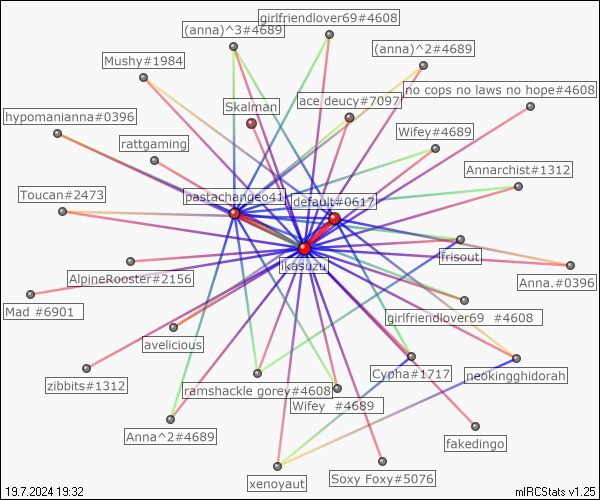 girlfriendlover69#4608
(anna)^3#4689
(anna)^2#4689
Mushy#1984
no cops no laws no hope#4608
Skalman
ace deucy#7097
hypomanianna#0396
Wifey#4689
rattgaming
Annarchist#1312
Toucan#2473
pastachange041
default#0617
frisout
ikasuzu
AlpineRooster#2156
Anna.#0396
Mad #6901
girlfriendlover69 #4608
avelicious
Cypha#1717
neokingghidorah
zibbits#1312
ramshackle gorey#4608
Wifey #4689
Anna^2#4689
fakedingo
xenoyaut
Soxy Foxy#5076
19.7.2024 19:32
mIRCStats v1.25